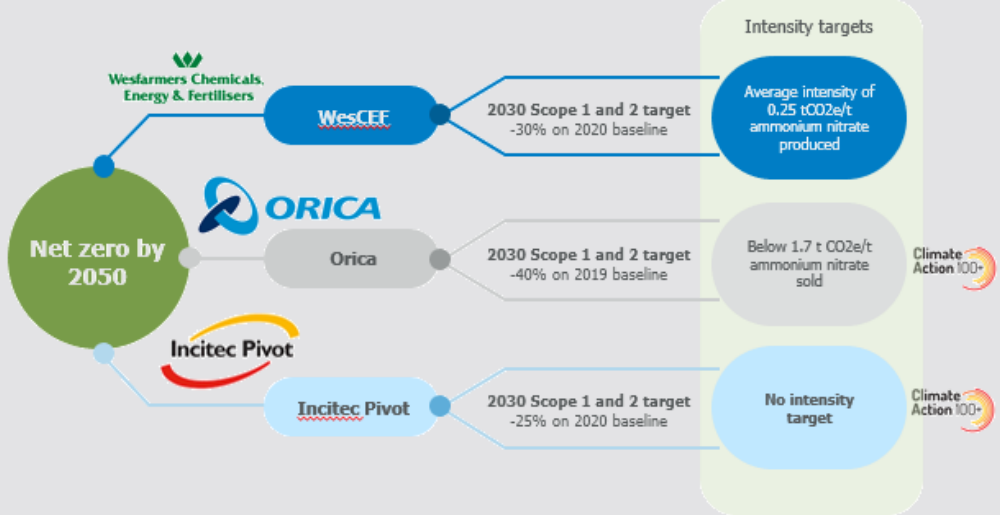 Intensity targets
Wesfarmers Chemicals,
Energy & Fertilisers
WesCEF
2030 Scope 1 and 2 target
-30% on 2020 baseline
Average intensity of
0.25 tCO2e/t
ammonium nitrate
produced
Net zero by
2050
ORICA
Orica
2030 Scope 1 and 2 target
-40% on 2019 baseline
Below 1.7 t CO2e/t
ammonium nitrate
sold
Climate
Action 100+
Incitec Pivot
Incitec Pivot
2030 Scope 1 and 2 target
-25% on 2020 baseline
No intensity
target
Climate
Action 100+